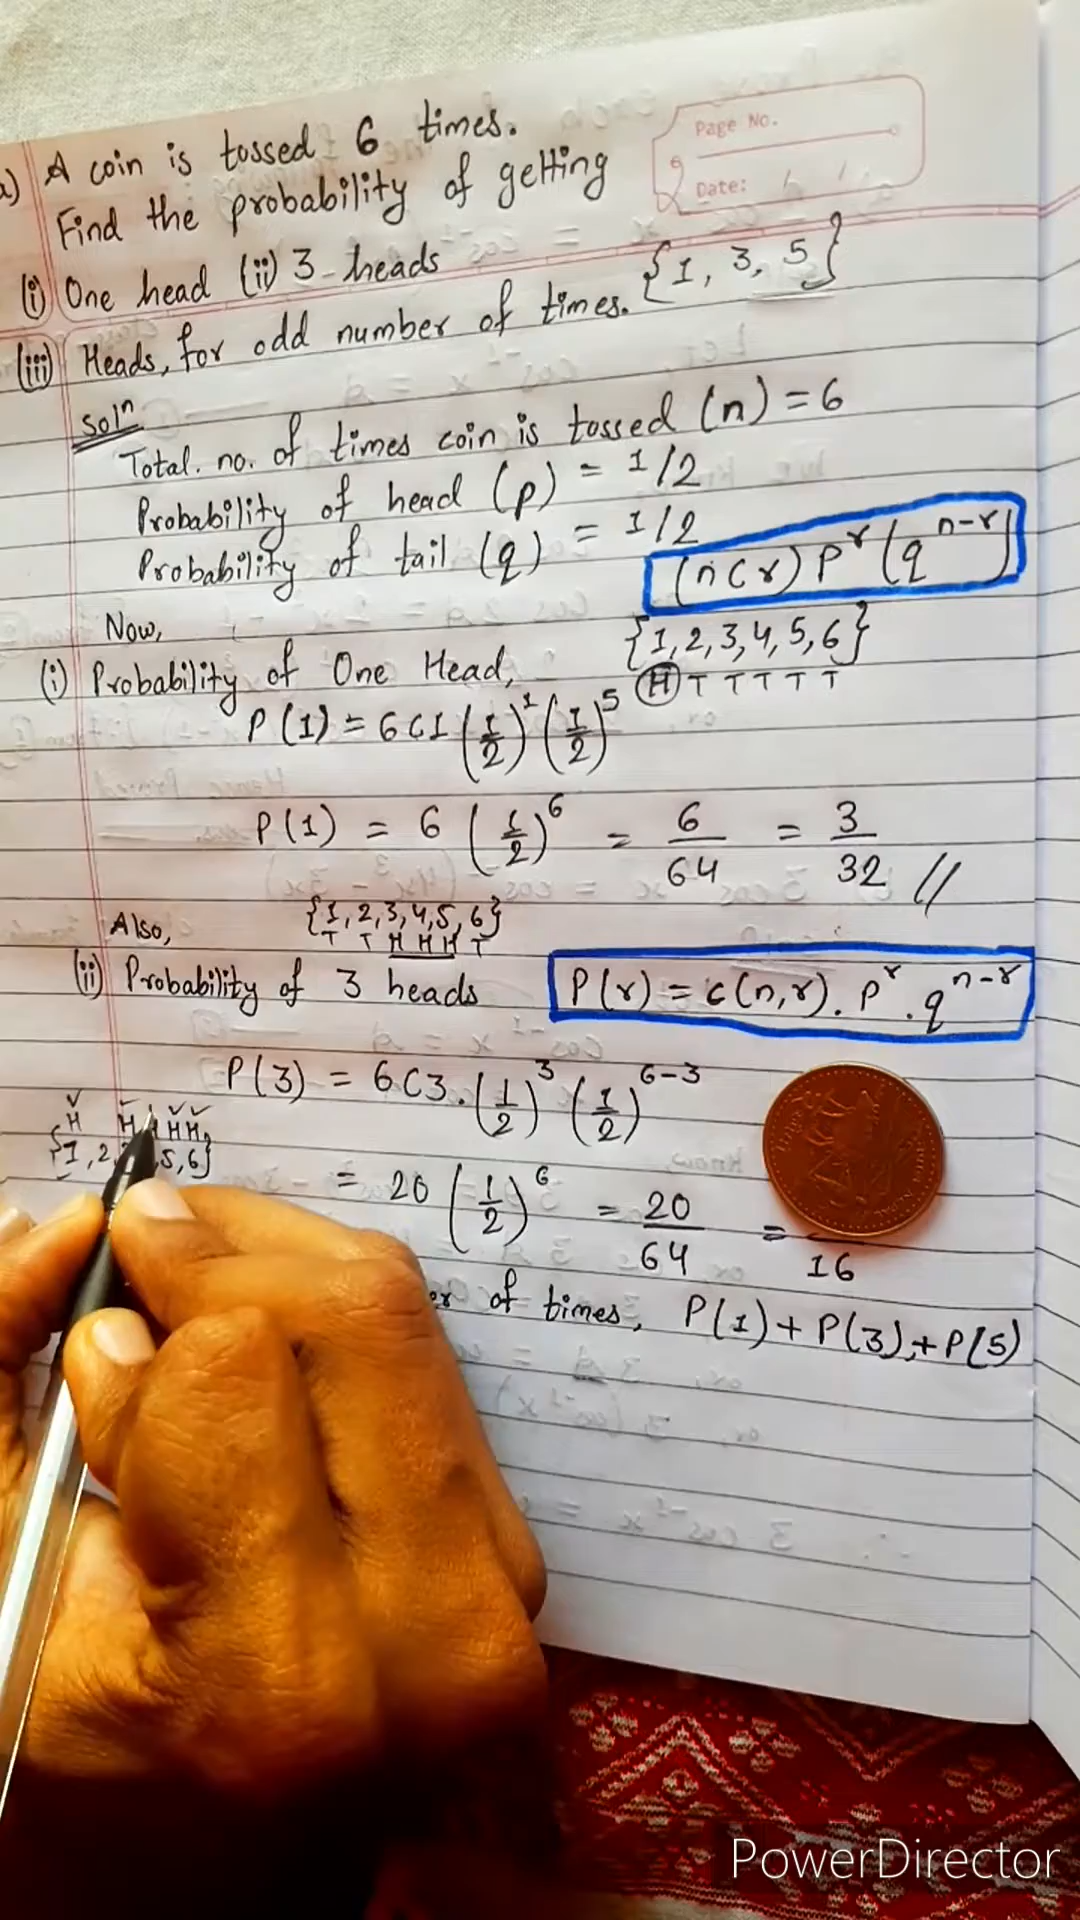 a) A coin is tossed 6 times.
Find the probability of getting
(i) One head (ii) 3 heads
(iii) Heads, for odd number of times. {1, 3, 5}
Page No.
Date:
Solⁿ
Total. no. of times coin is tossed (n) = 6
Probability of head (p) = 1/2
Probability of tail (q) = 1/2
(nCr) p^r (q^n-r)
Now,
{1,2,3,4,5,6}
H T T T T T
(i) Probability of One Head,
P(1) = 6C1 (1/2)^1 (1/2)^5
P(1) = 6 (1/2)^6 = 6/64 = 3/32 //
Also,
{1,2,3,4,5,6}
T T H H H T
(ii) Probability of 3 heads
P(r) = c(n,r). p^r . q^n-r
P(3) = 6C3 . (1/2)^3 (1/2)^6-3
H H H H
{1,2 ,5,6}
= 20 (1/2)^6 = 20/64 = /16
of times, P(1) + P(3) + P(5)
PowerDirector